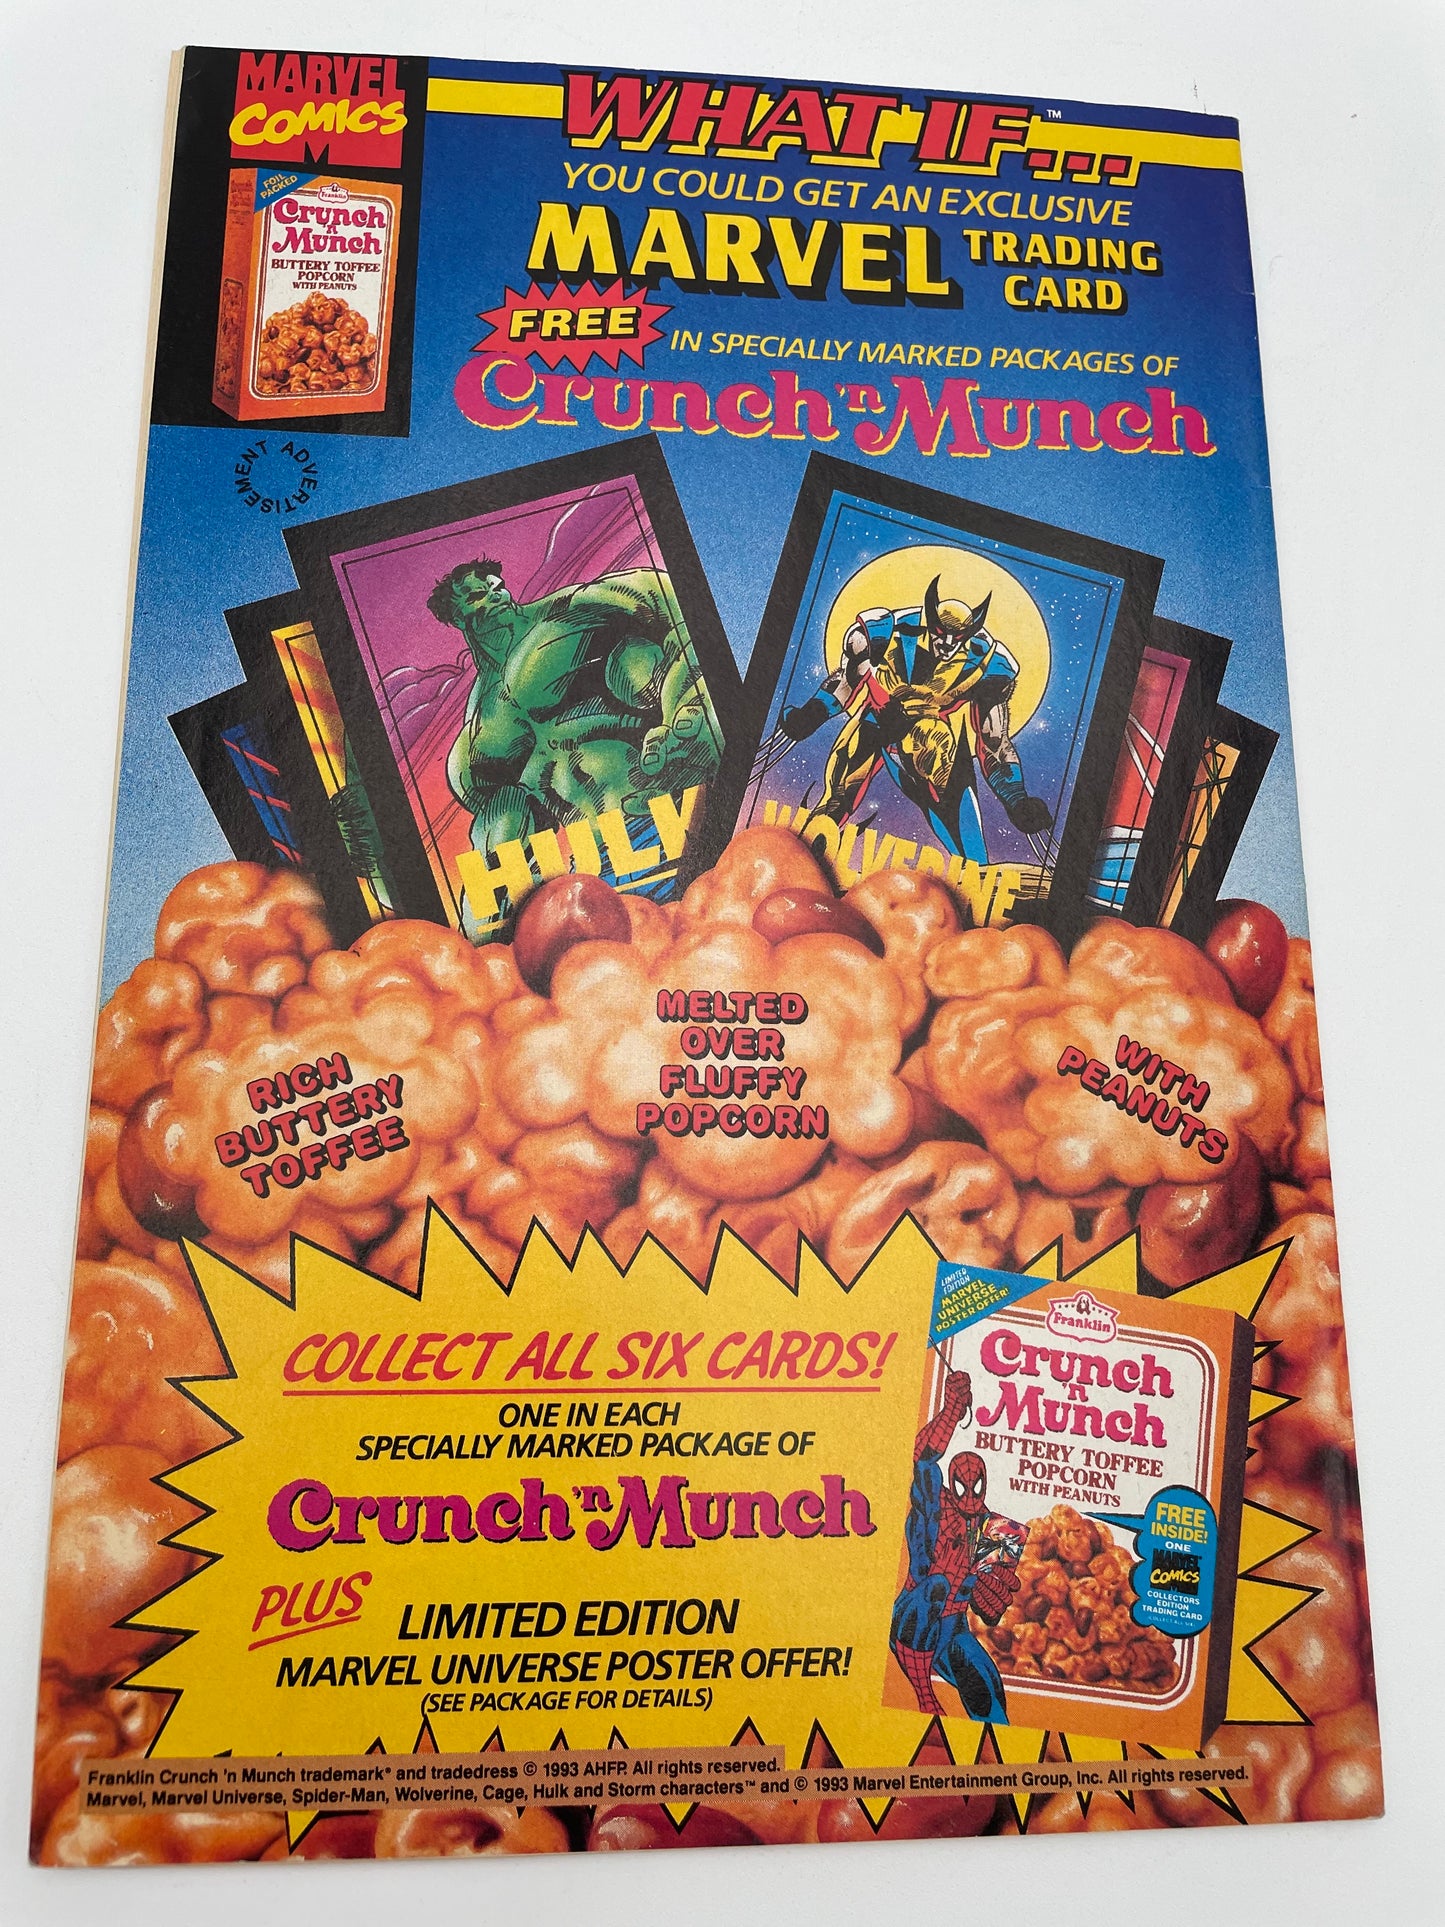 MARVEL
COMICS
M
FOIL
PACKED
Franklin
Crunch
'n
Munch
BUTTERY TOFFEE
POPCORN
WITH PEANUTS
ADVERTISEMENT
WHAT IF...™
YOU COULD GET AN EXCLUSIVE
MARVEL TRADING
CARD
FREE IN SPECIALLY MARKED PACKAGES OF
Crunch 'n Munch
HULK
WOLVERINE
RICH
BUTTERY
TOFFEE
MELTED
OVER
FLUFFY
POPCORN
WITH
PEANUTS
COLLECT ALL SIX CARDS!
ONE IN EACH
SPECIALLY MARKED PACKAGE OF
Crunch 'n Munch
PLUS LIMITED EDITION
MARVEL UNIVERSE POSTER OFFER!
(SEE PACKAGE FOR DETAILS)
LIMITED
EDITION
MARVEL
UNIVERSE
POSTER OFFER!
Franklin
Crunch
'n
Munch
BUTTERY TOFFEE
POPCORN
WITH PEANUTS
FREE
INSIDE!
ONE
MARVEL
COMICS
COLLECTORS
EDITION
TRADING CARD
Franklin Crunch 'n Munch trademark® and tradedress © 1993 AHFP. All rights reserved.
Marvel, Marvel Universe, Spider-Man, Wolverine, Cage, Hulk and Storm characters™ and © 1993 Marvel Entertainment Group, Inc. All rights reserved.